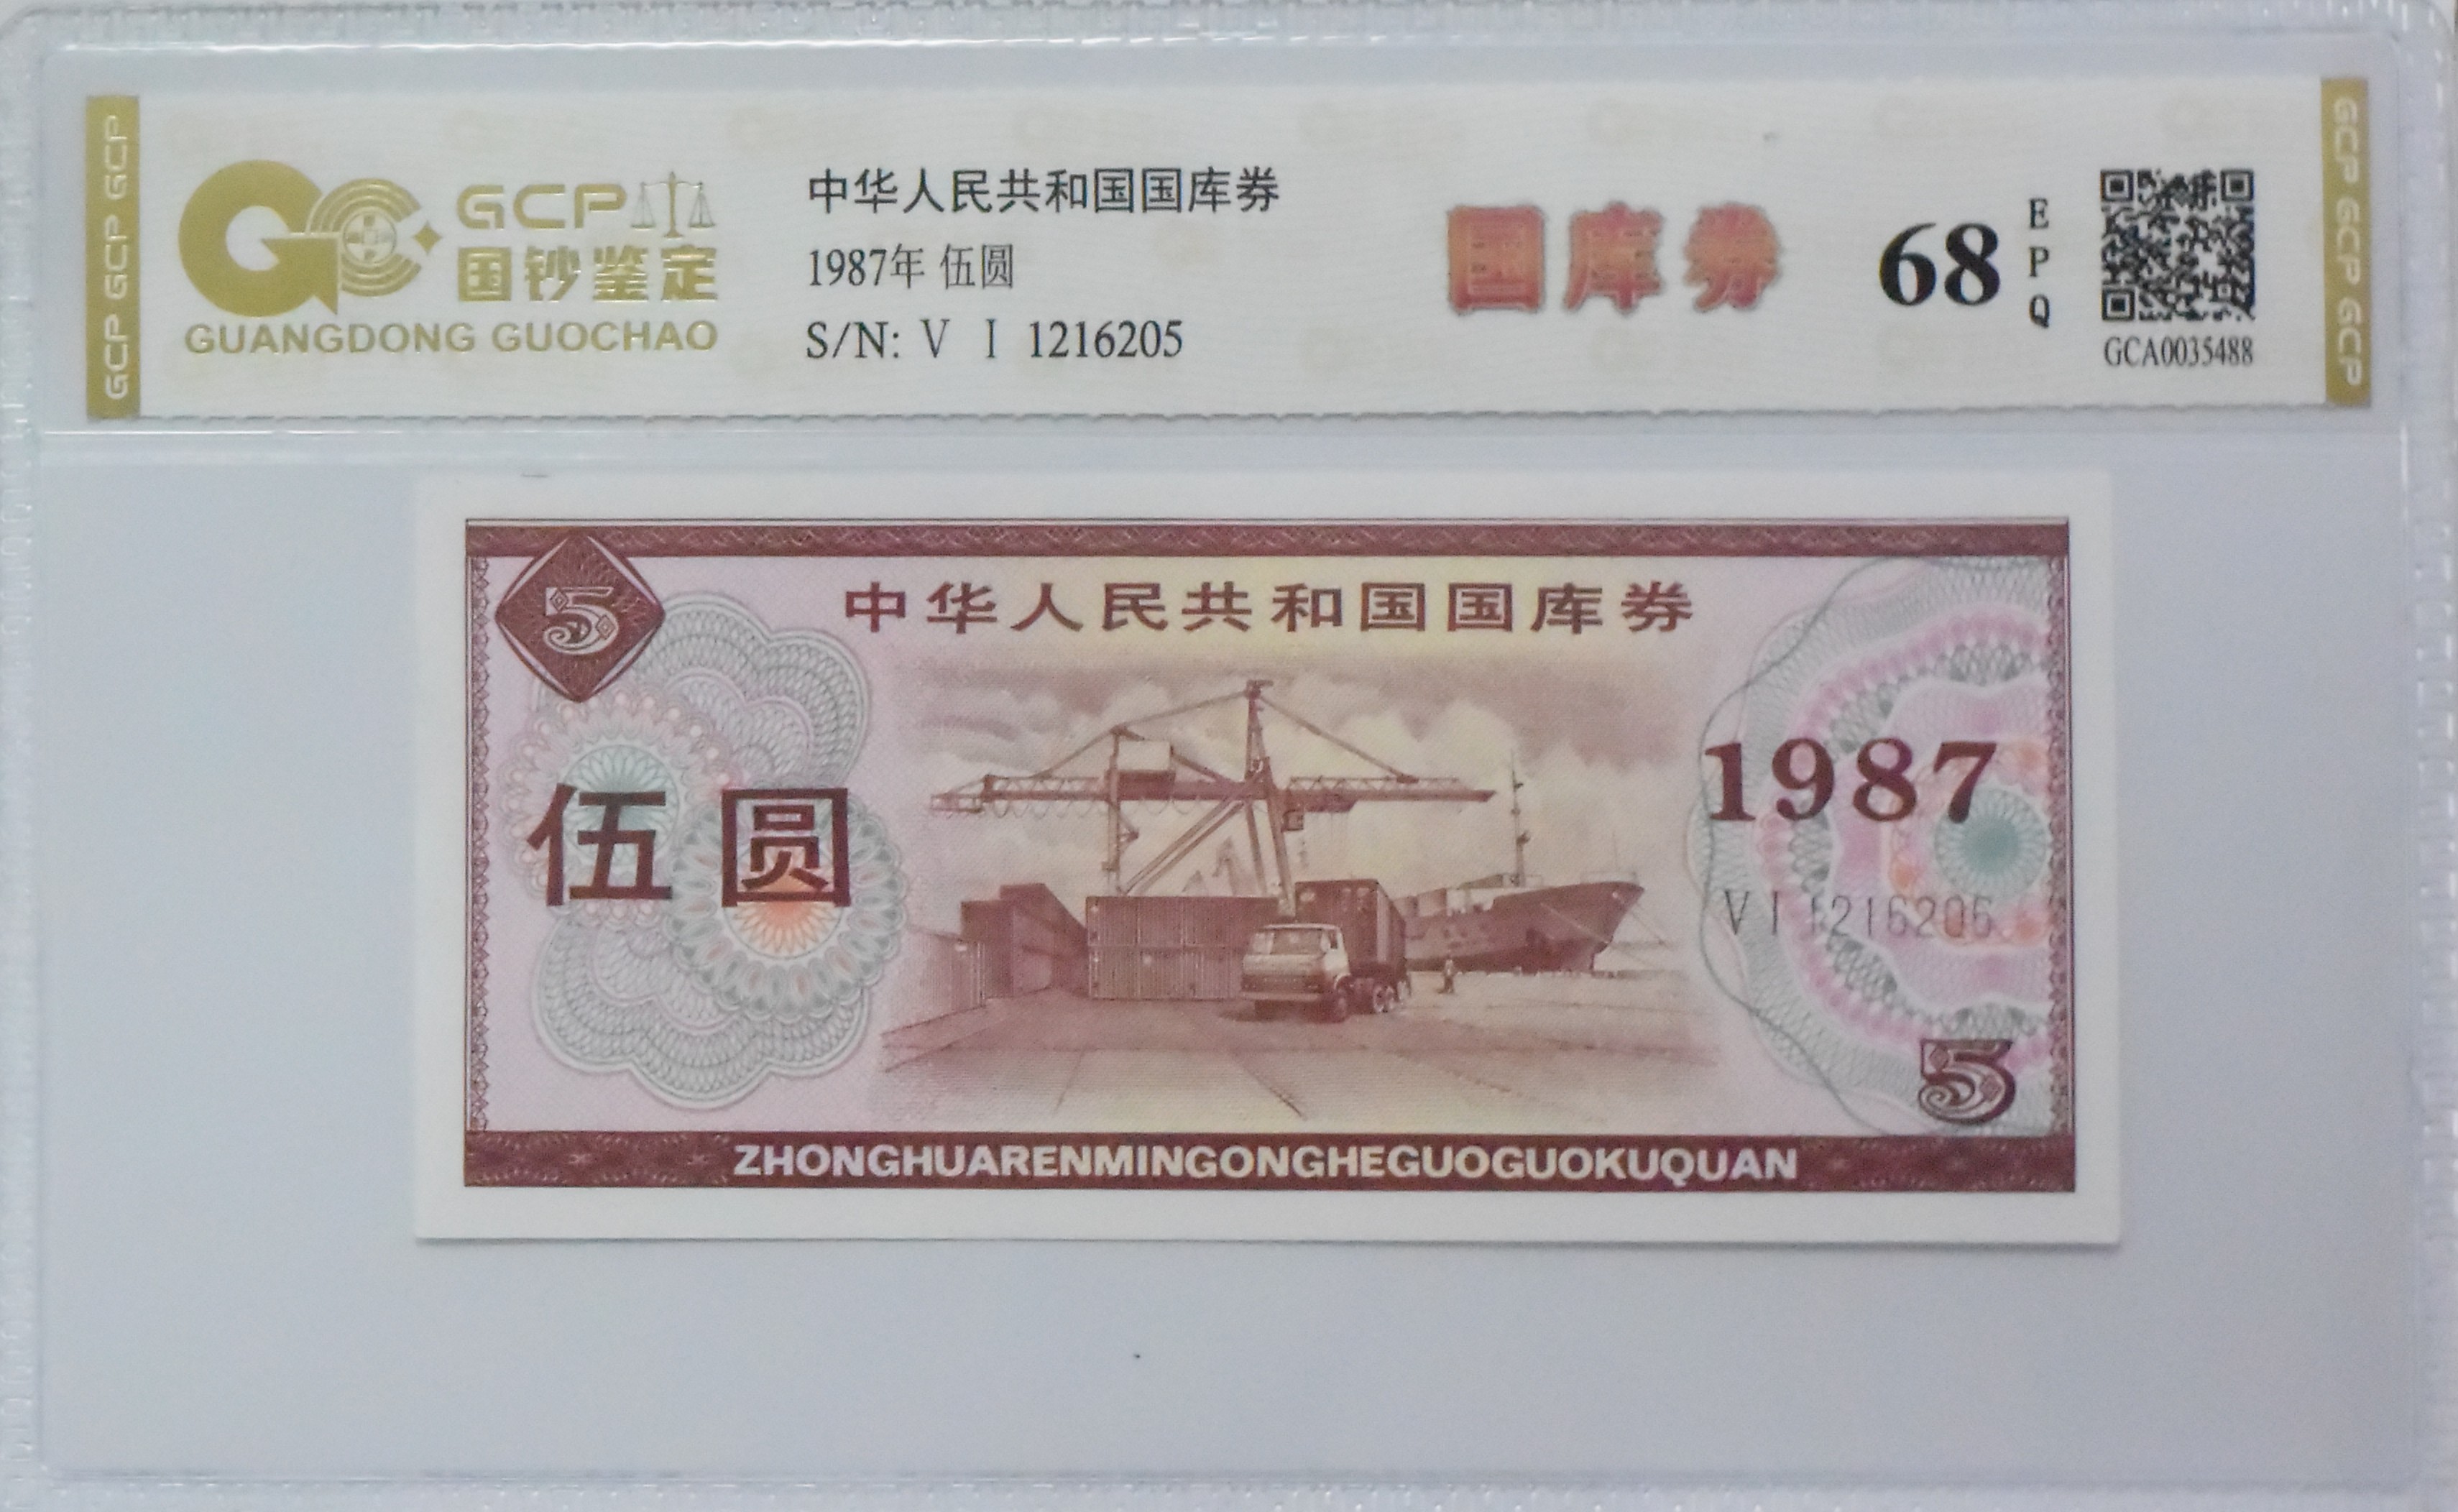 GCP GCP GCP
GCP
国钞鉴定
GUANGDONG GUOCHAO
中华人民共和国国库券
1987年 伍圆
S/N: V I 1216205
国库券
68
EPQ
GCA0035488
GCP GCP GCP
5
中华人民共和国国库券
伍圆
1987
V I 1216205
5
ZHONGHUARENMINGONGHEGUOGUOKUQUAN